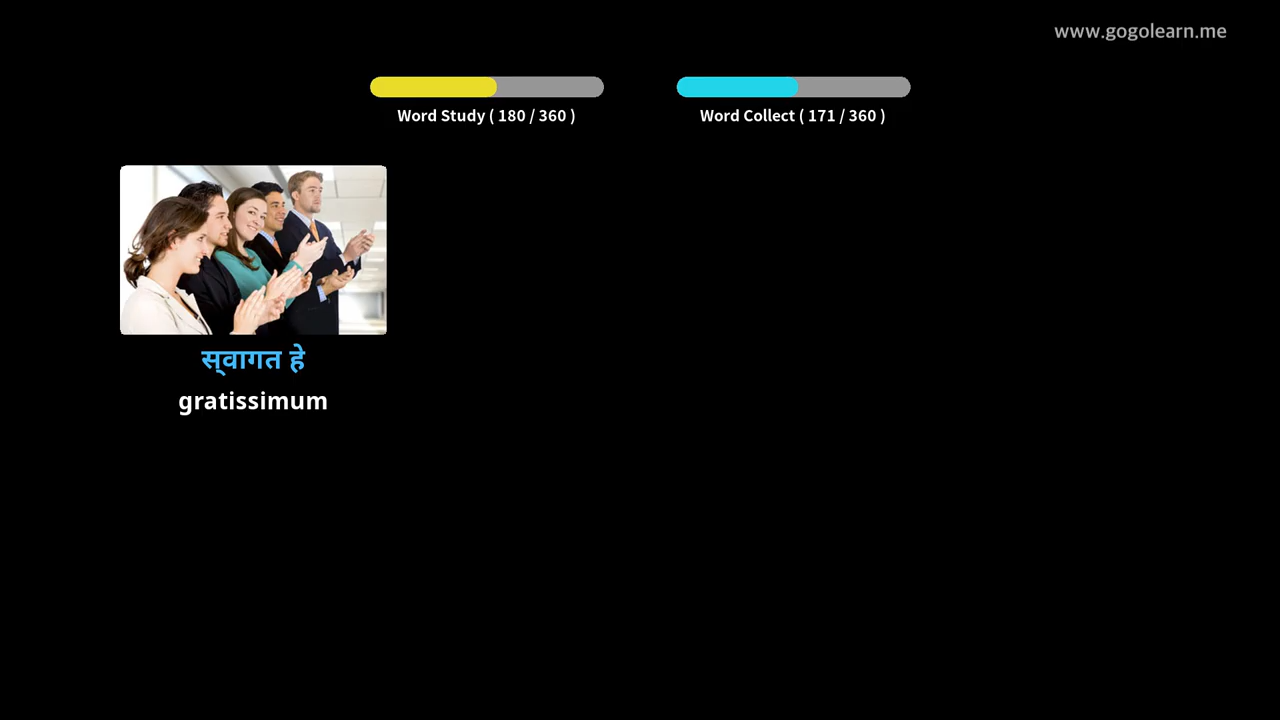 www.gogolearn.me
Word Study ( 180 / 360 )
Word Collect ( 171 / 360 )
स्‌वागत हे
gratissimum